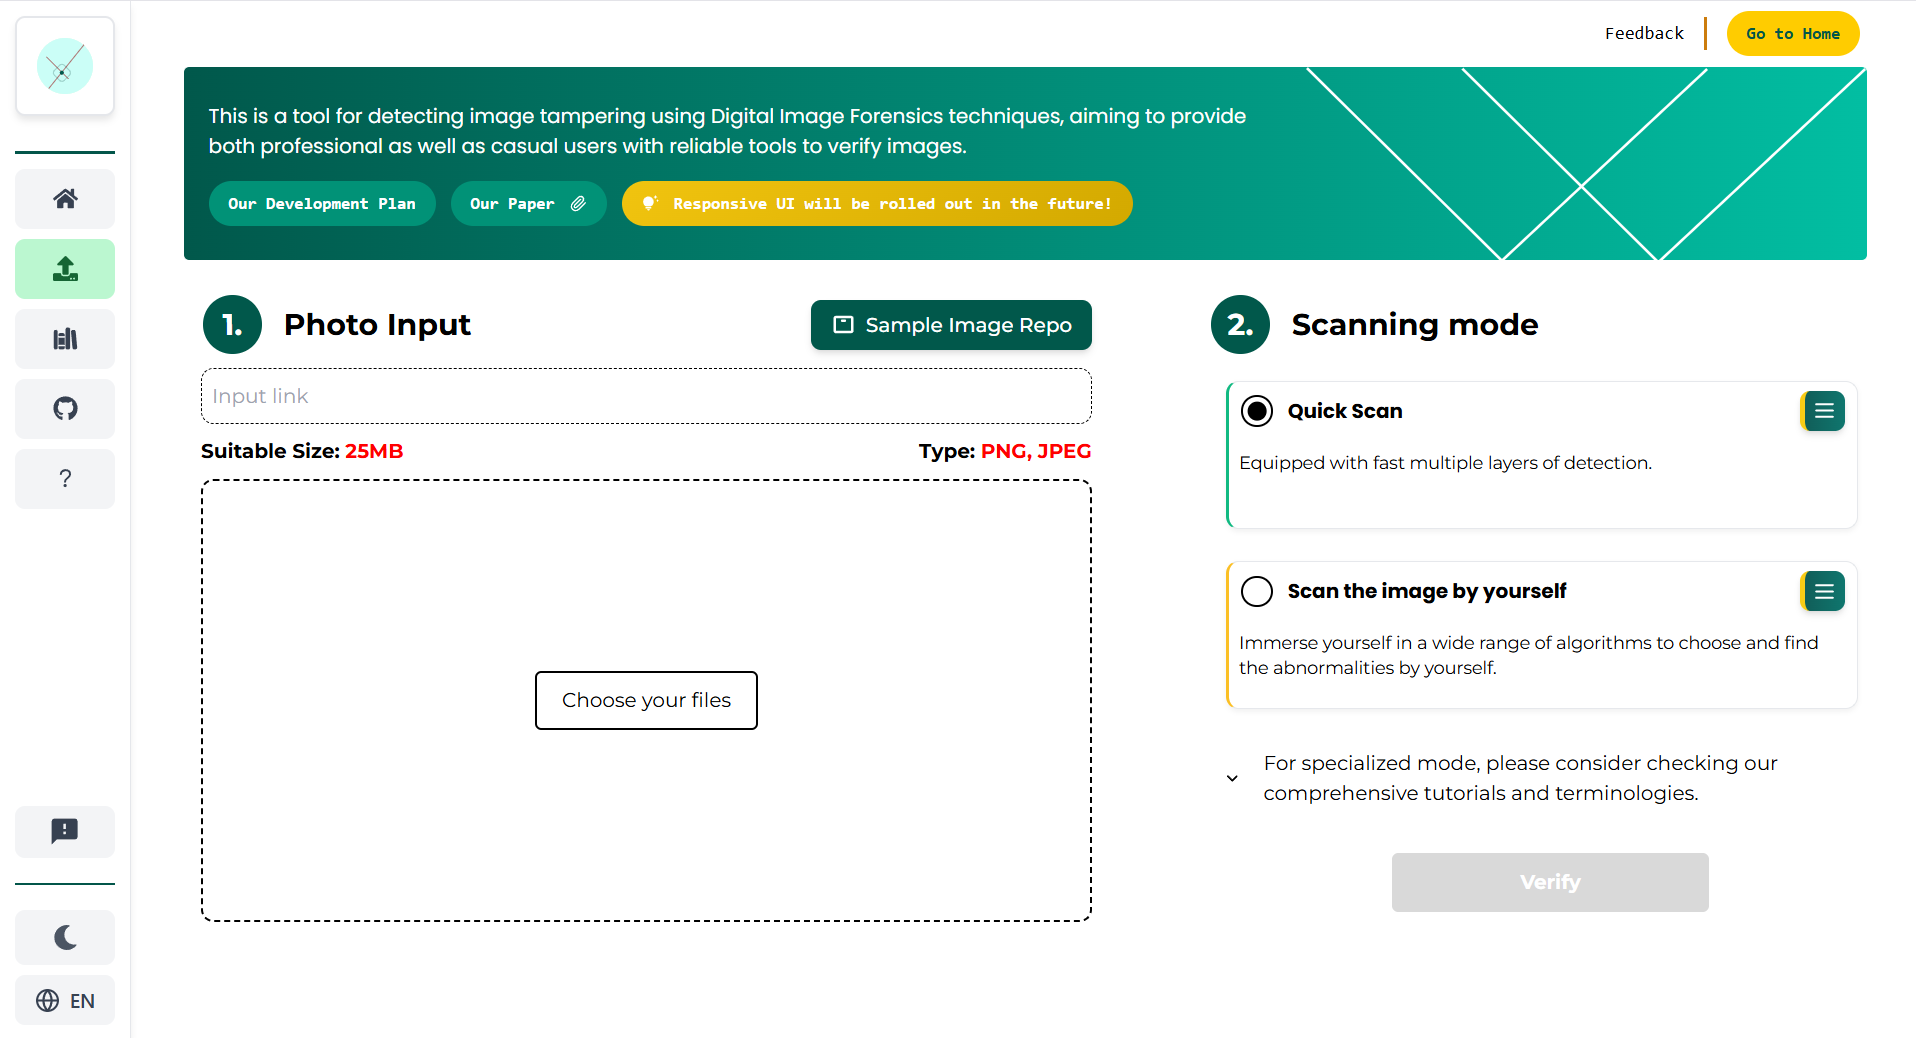 Feedback
Go to Home
This is a tool for detecting image tampering using Digital Image Forensics techniques, aiming to provide
both professional as well as casual users with reliable tools to verify images.
Our Development Plan
Our Paper
Responsive UI will be rolled out in the future!
1.
Photo Input
Sample Image Repo
Input link
Suitable Size: 25MB
Type: PNG, JPEG
Choose your files
2.
Scanning mode
Quick Scan
Equipped with fast multiple layers of detection.
Scan the image by yourself
Immerse yourself in a wide range of algorithms to choose and find
the abnormalities by yourself.
For specialized mode, please consider checking our
comprehensive tutorials and terminologies.
Verify
?
EN